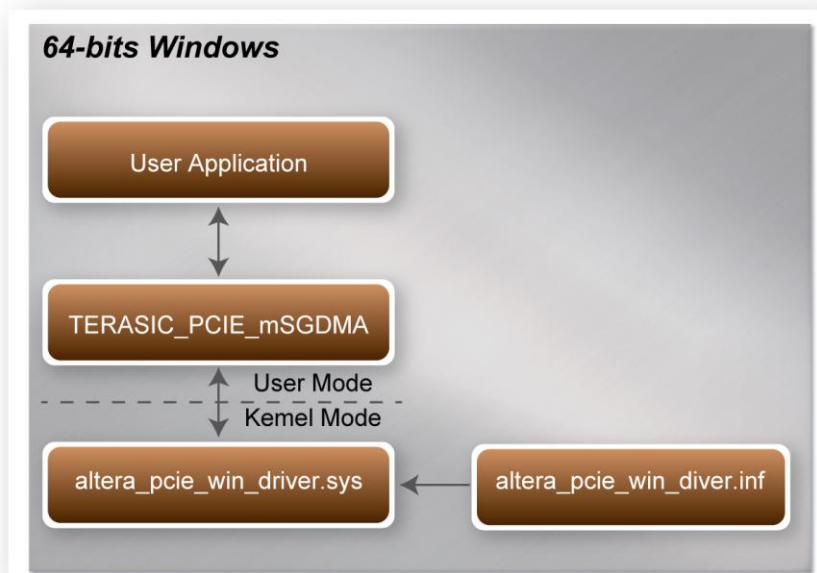 64-bits Windows
User Application
TERASIC_PCIE_mSGDMA
User Mode
Kemel Mode
altera_pcie_win_driver.sys
altera_pcie_win_diver.inf